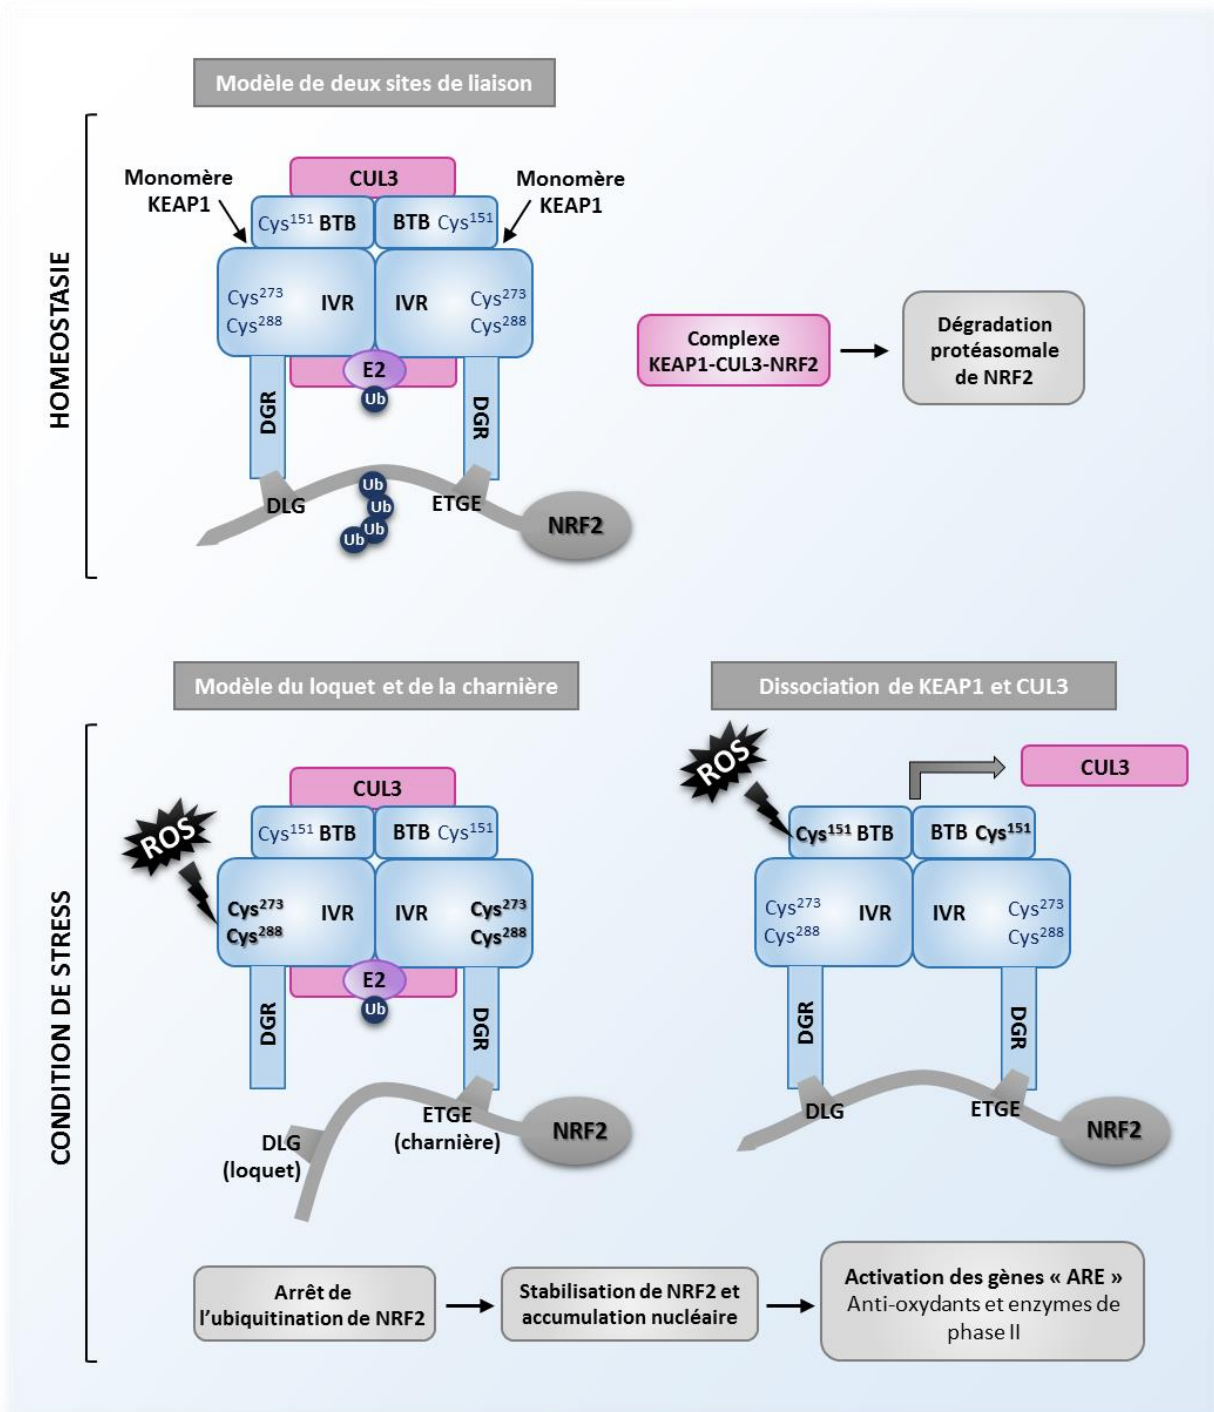 Modèle de deux sites de liaison
HOMEOSTASIE
Monomère
KEAP1
CUL3
Monomère
KEAP1
Cys151 BTB
BTB Cys151
Cys273
Cys288
IVR
IVR
Cys273
Cys288
E2
Ub
DGR
DGR
DLG
Ub
Ub
Ub
Ub
ETGE
NRF2
Complexe
KEAP1-CUL3-NRF2
Dégradation
protéasomale
de NRF2
CONDITION DE STRESS
Modèle du loquet et de la charnière
ROS
CUL3
Cys151 BTB
BTB Cys151
Cys273
Cys288
IVR
IVR
Cys273
Cys288
E2
Ub
DGR
DGR
DLG
(loquet)
ETGE
(charnière)
NRF2
Dissociation de KEAP1 et CUL3
ROS
CUL3
Cys151 BTB
BTB Cys151
Cys273
Cys288
IVR
IVR
Cys273
Cys288
DGR
DGR
DLG
ETGE
NRF2
Arrêt de
l’ubiquitination de NRF2
Stabilisation de NRF2 et
accumulation nucléaire
Activation des gènes « ARE »
Anti-oxydants et enzymes de
phase II